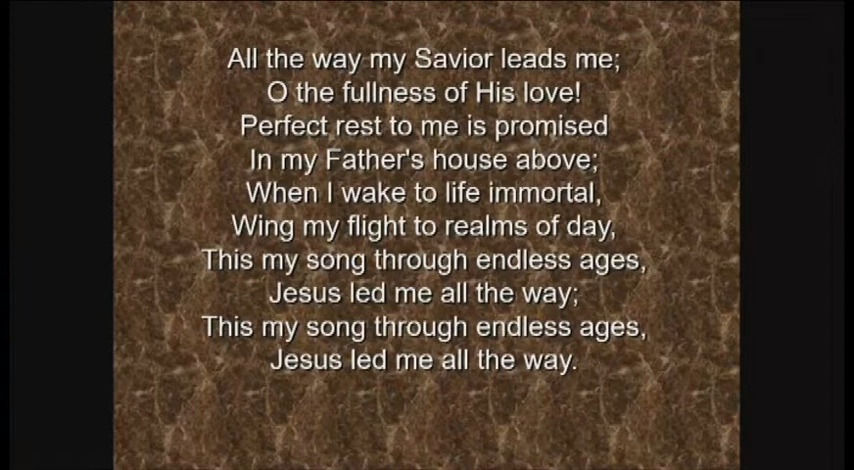 All the way my Savior leads me;
O the fullness of His love!
Perfect rest to me is promised
In my Father's house above;
When I wake to life immortal,
Wing my flight to realms of day,
This my song through endless ages,
Jesus led me all the way;
This my song through endless ages,
Jesus led me all the way.